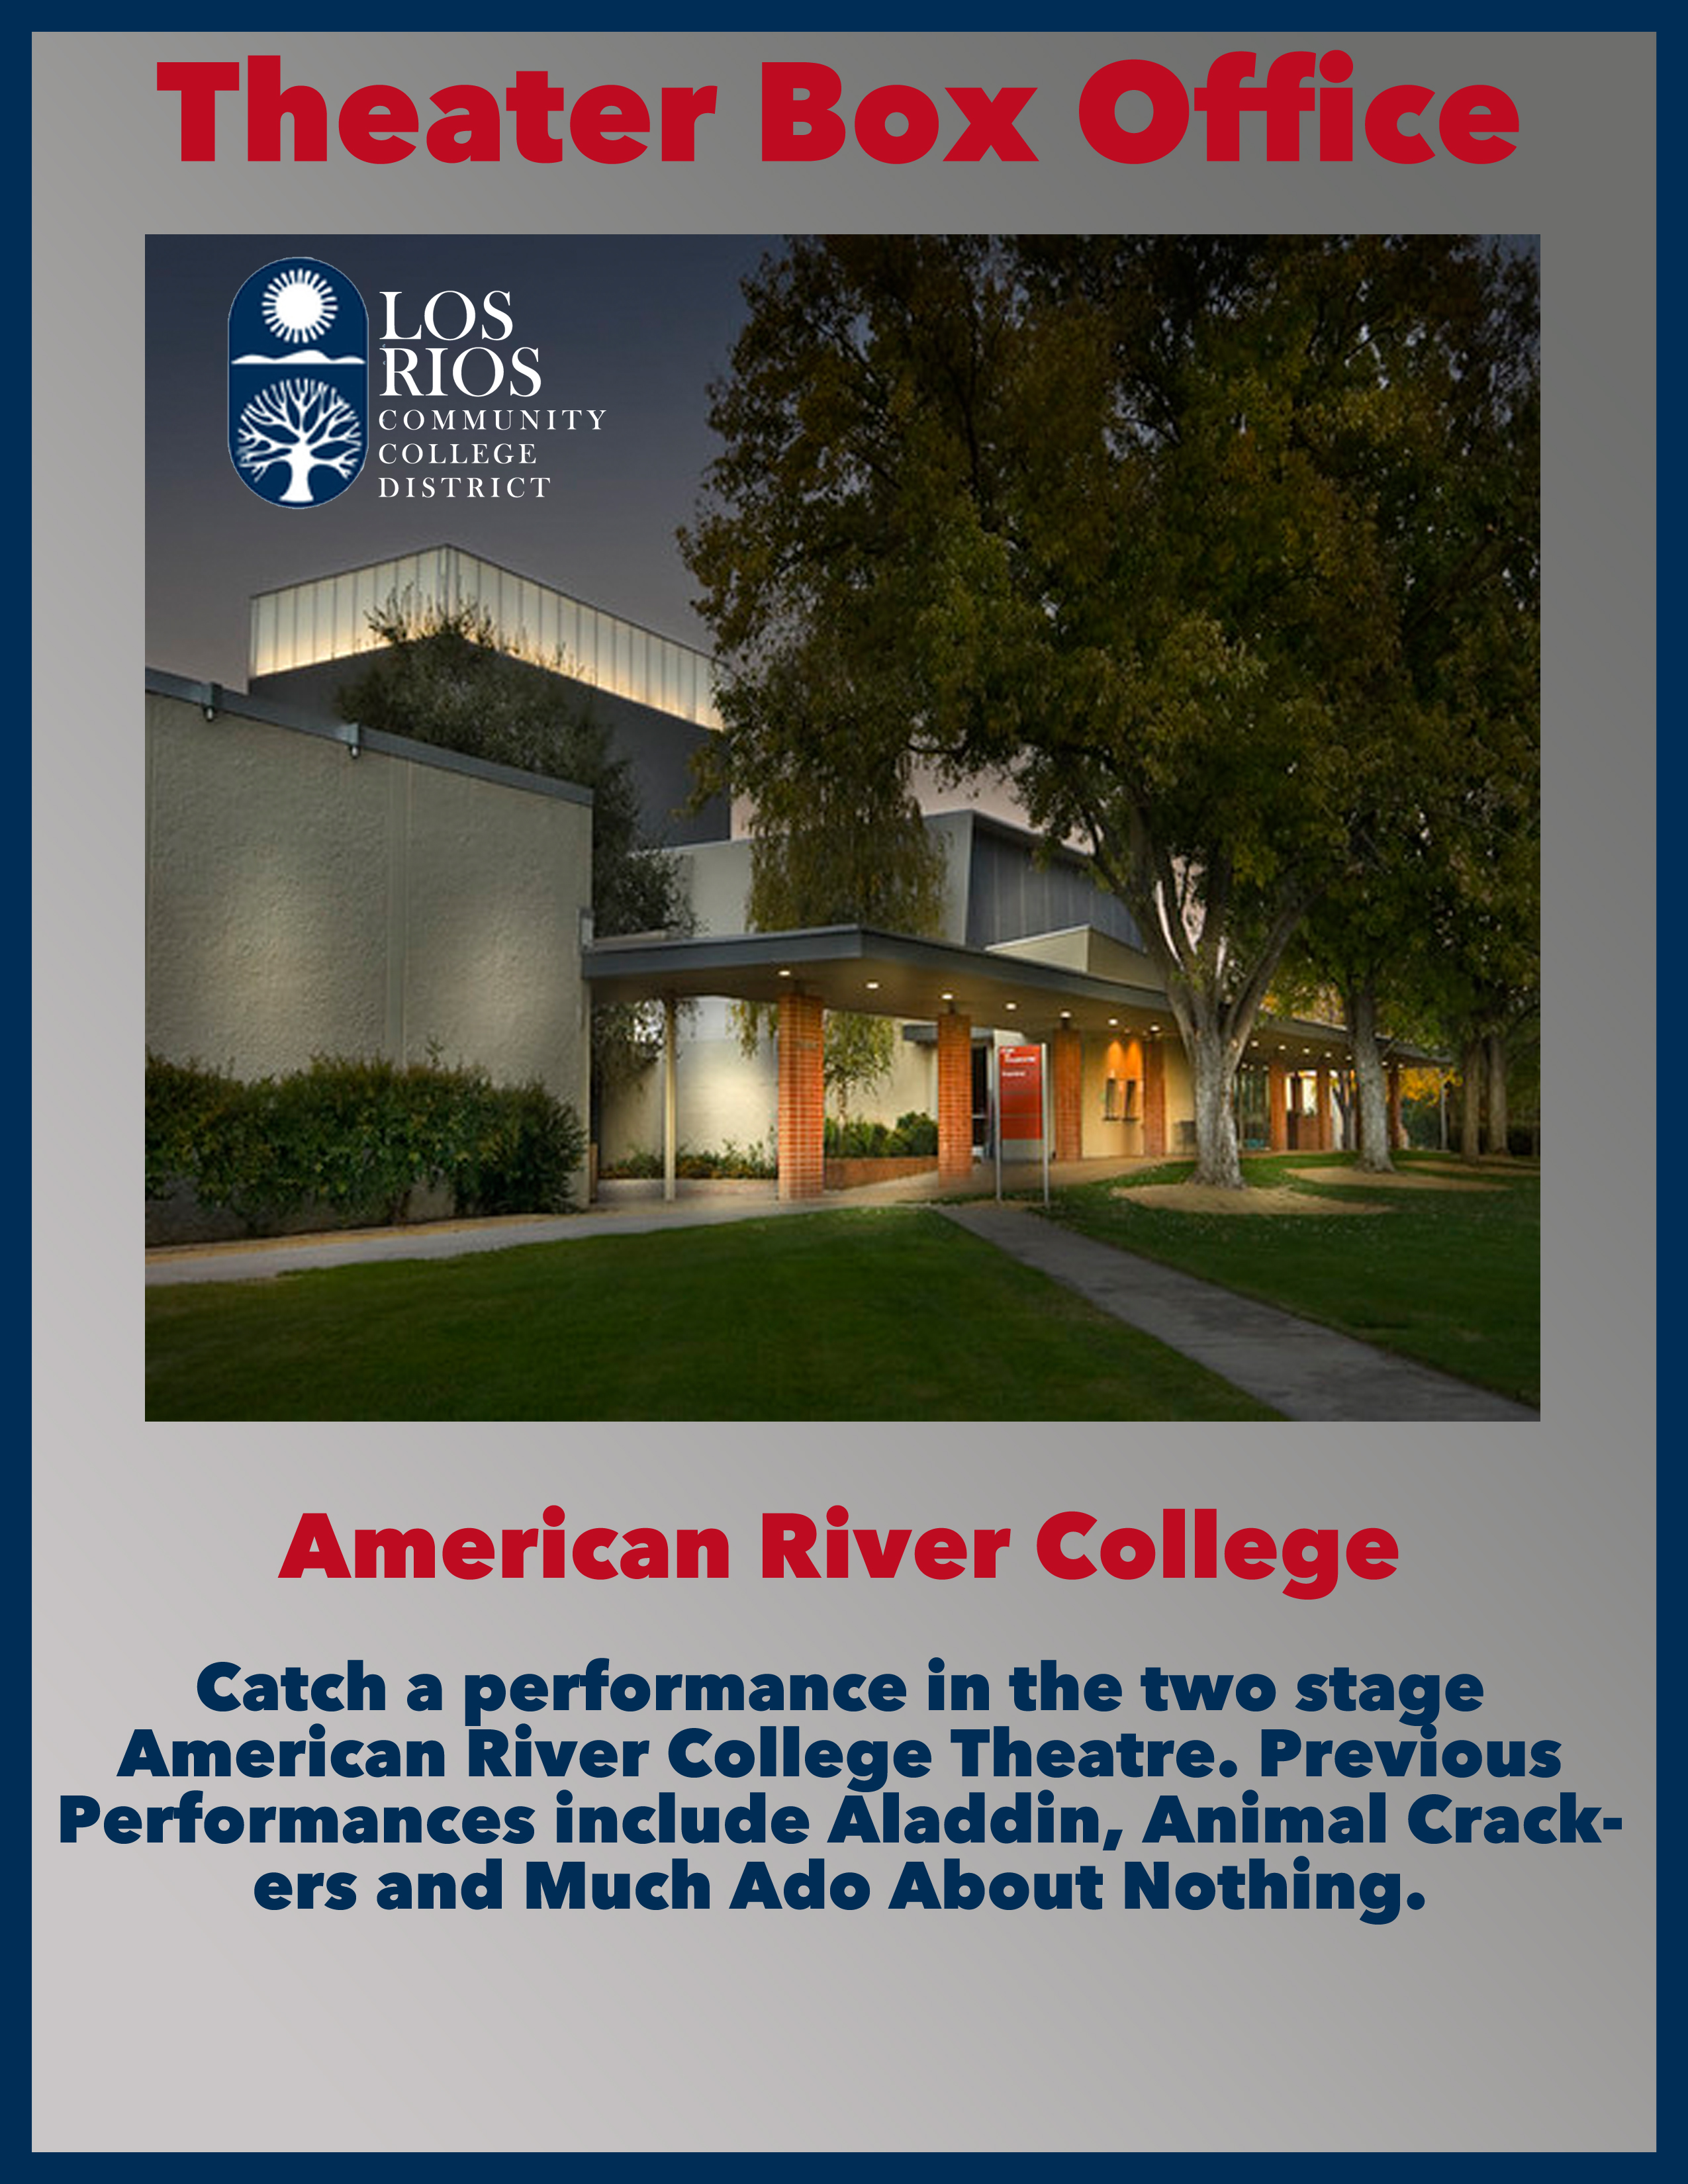 Theater Box Office
LOS
RIOS
COMMUNITY
COLLEGE
DISTRICT
American River College
Catch a performance in the two stage
American River College Theatre. Previous
Performances include Aladdin, Animal Crack-
ers and Much Ado About Nothing.